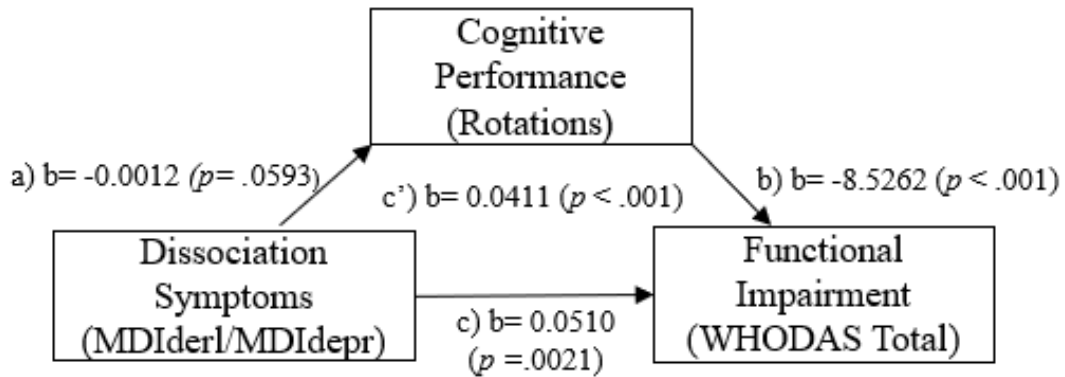 Cognitive
Performance
(Rotations)
a) b= -0.0012 (p= .0593)
c’) b= 0.0411 (p < .001)
b) b= -8.5262 (p < .001)
Dissociation
Symptoms
(MDIderl/MDIdepr)
c) b= 0.0510
(p =.0021)
Functional
Impairment
(WHODAS Total)